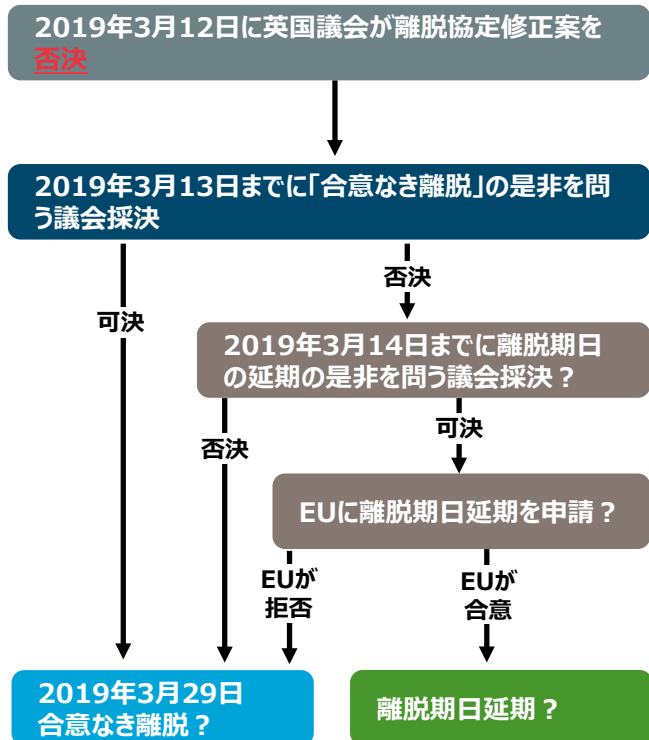 2019年3月12日に英国議会が離脱協定修正案を
否決
2019年3月13日までに「合意なき離脱」の是非を問
う議会採決
否決
可決
2019年3月14日までに離脱期日
の延期の是非を問う議会採決？
可決
否決
EUに離脱期日延期を申請？
EUが
拒否
EUが
合意
2019年3月29日
合意なき離脱？
離脱期日延期？